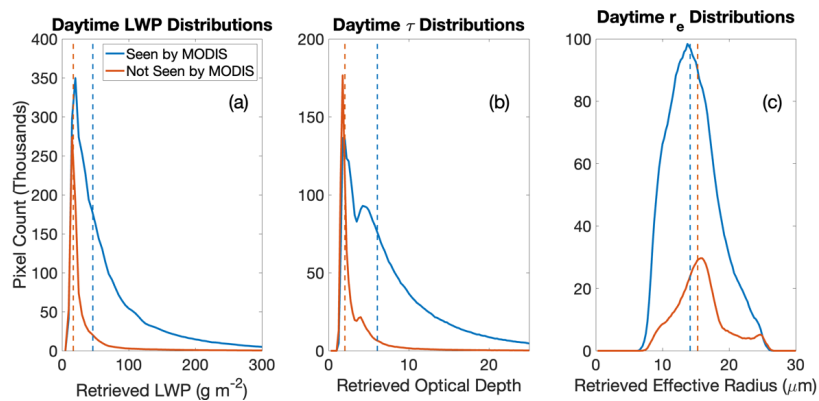 Daytime LWP Distributions
400
350
300
250
200
150
100
50
0
0
100
200
300
Pixel Count (Thousands)
Retrieved LWP (g m⁻²)
Seen by MODIS
Not Seen by MODIS
(a)
Daytime τ Distributions
200
150
100
50
0
0
10
20
Retrieved Optical Depth
(b)
Daytime rₑ Distributions
100
80
60
40
20
0
0
10
20
30
Retrieved Effective Radius (μm)
(c)